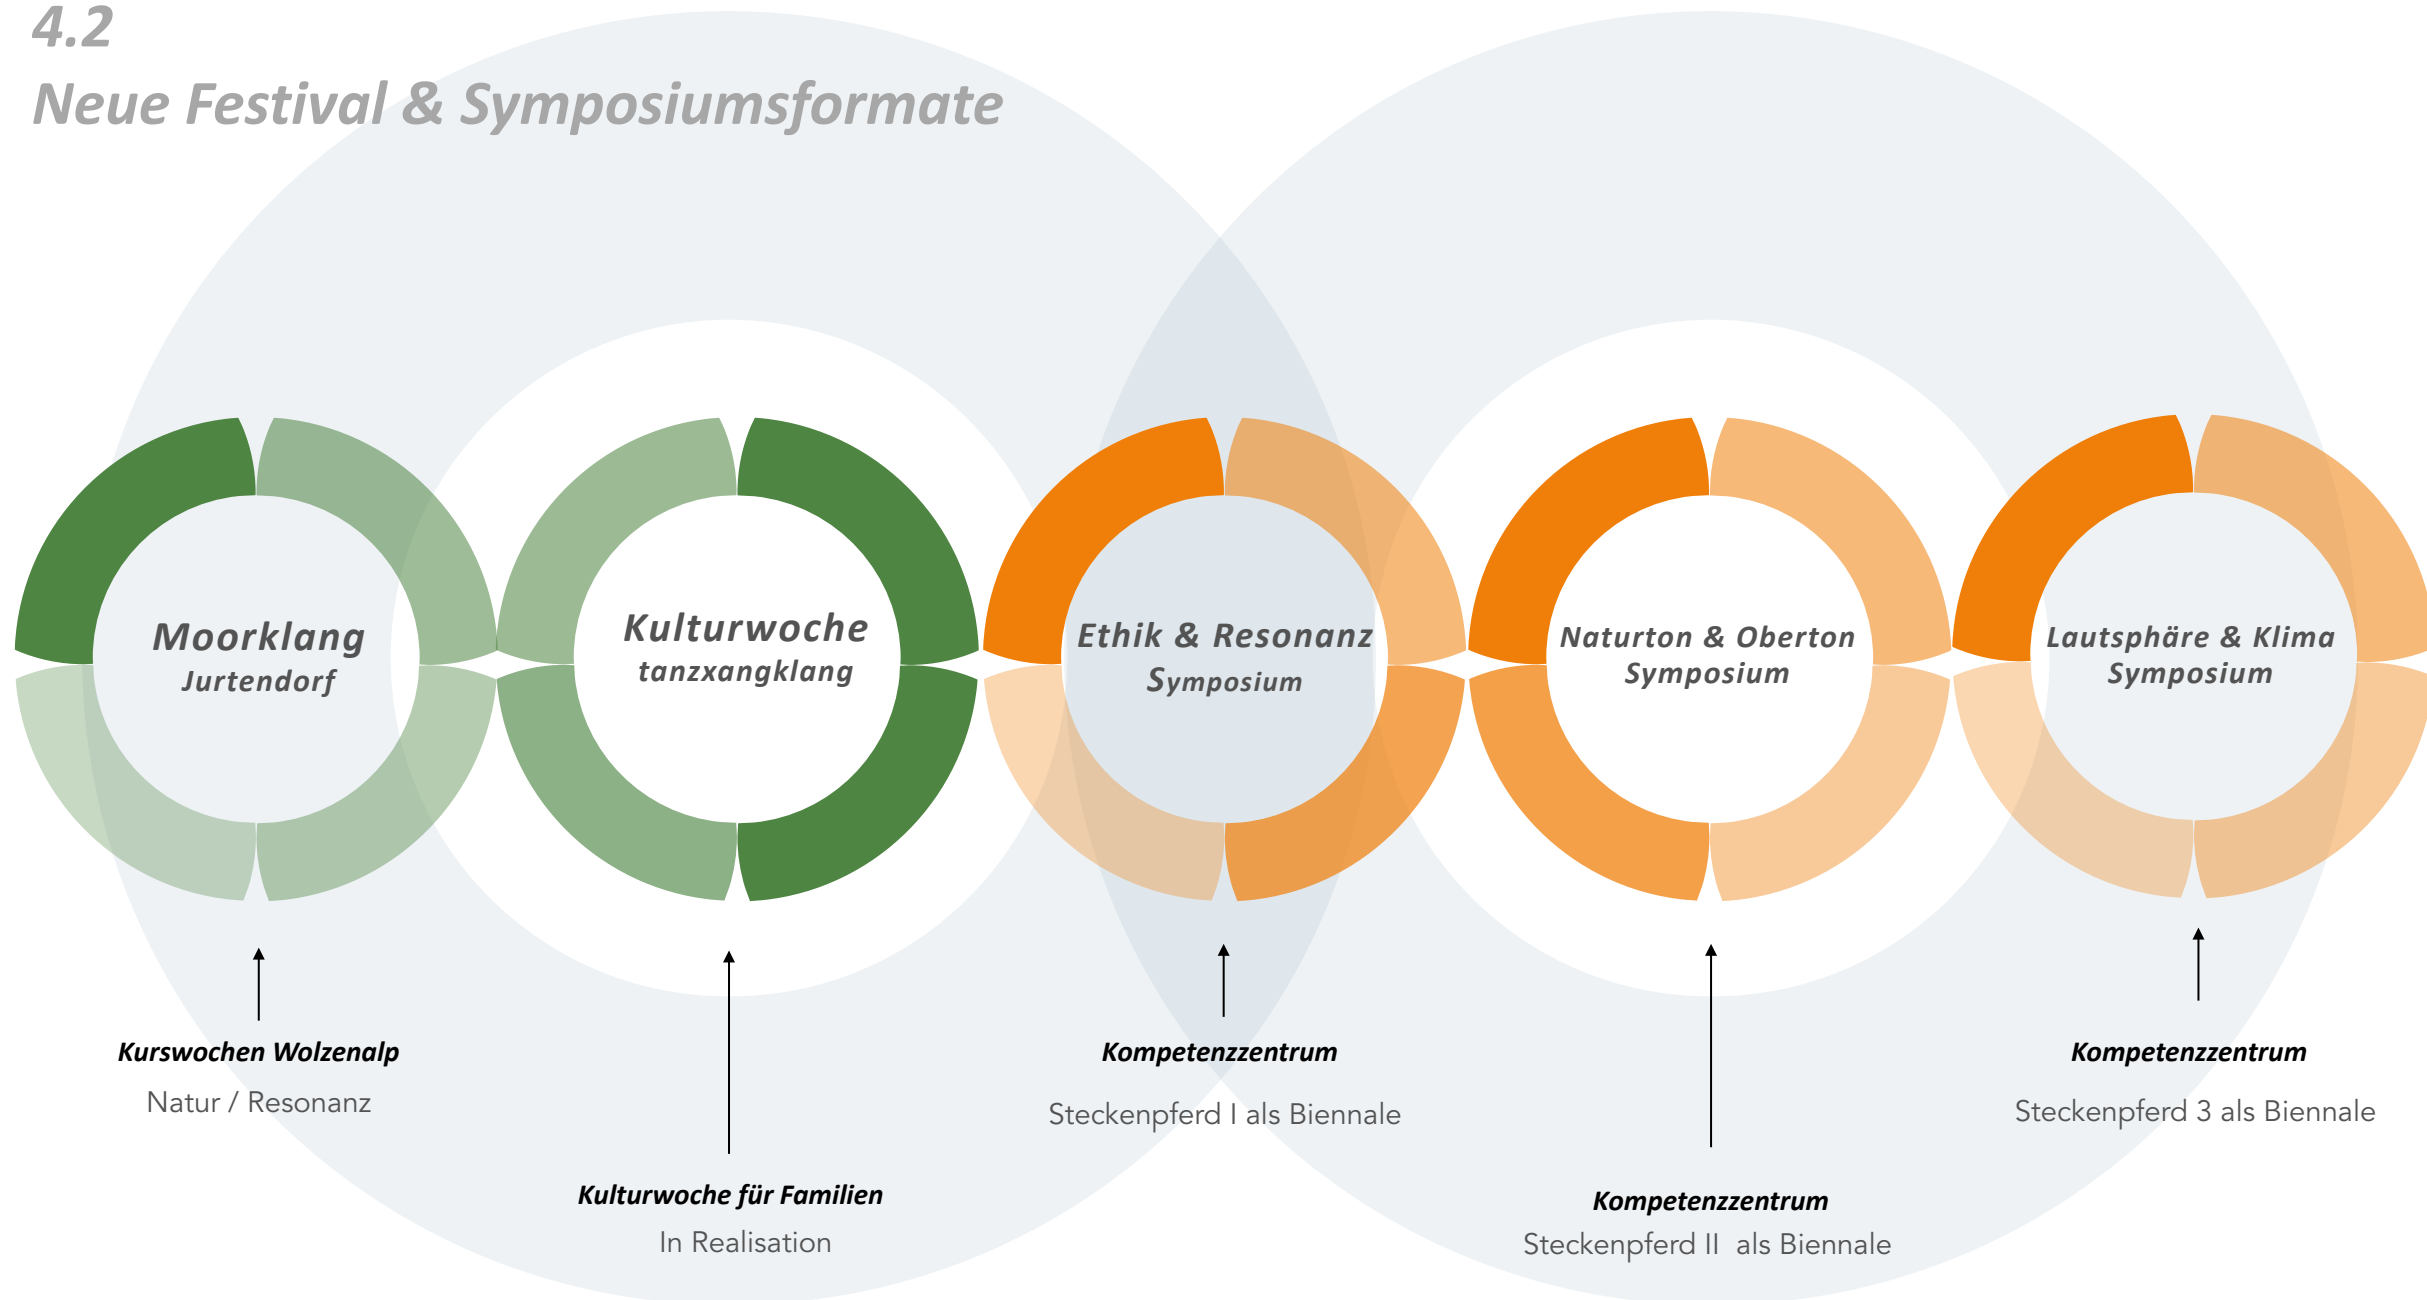 4.2
Neue Festival & Symposiumsformate
Moorklang
Jurtendorf
Kulturwoche
tanzxangklang
Ethik & Resonanz
Symposium
Naturton & Oberton
Symposium
Lautsphäre & Klima
Symposium
Kurswochen Wolzenalp
Natur / Resonanz
Kulturwoche für Familien
In Realisation
Kompetenzzentrum
Steckenpferd I als Biennale
Kompetenzzentrum
Steckenpferd II als Biennale
Kompetenzzentrum
Steckenpferd 3 als Biennale